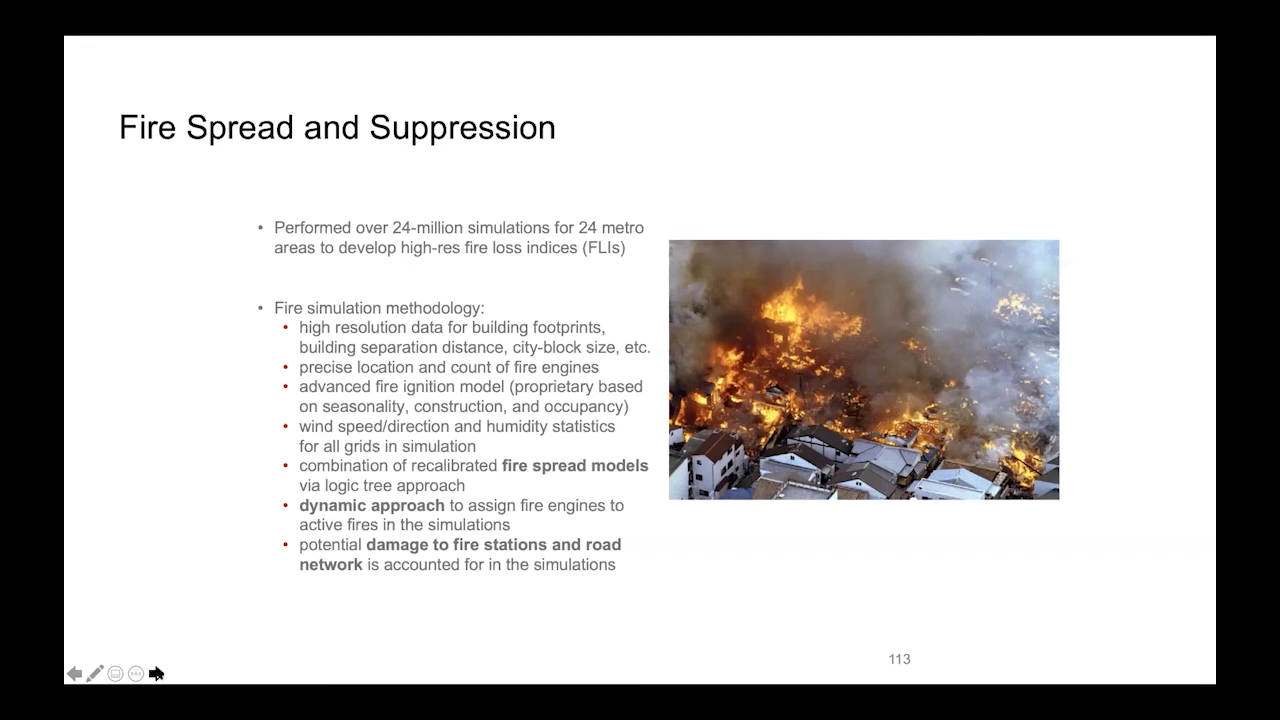 Fire Spread and Suppression
• Performed over 24-million simulations for 24 metro
areas to develop high-res fire loss indices (FLIs)
• Fire simulation methodology:
• high resolution data for building footprints,
building separation distance, city-block size, etc.
• precise location and count of fire engines
• advanced fire ignition model (proprietary based
on seasonality, construction, and occupancy)
• wind speed/direction and humidity statistics
for all grids in simulation
• combination of recalibrated fire spread models
via logic tree approach
• dynamic approach to assign fire engines to
active fires in the simulations
• potential damage to fire stations and road
network is accounted for in the simulations
113